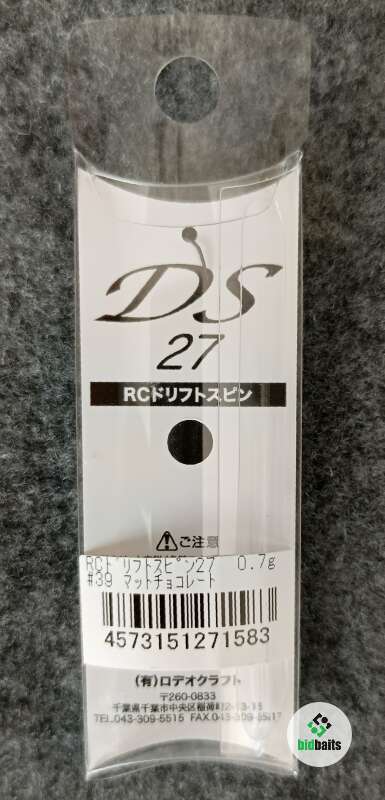 DS
27
RCドリフトスピン
ご注意
RCドリフトスピン27 0.7g
#39 マットチョコレート
4573151271583
(有)ロデオクラフト
〒260-0833
千葉県千葉市中央区稲荷町2-13-15
TEL.043-309-5515 FAX.043-309-5517
bidbaits